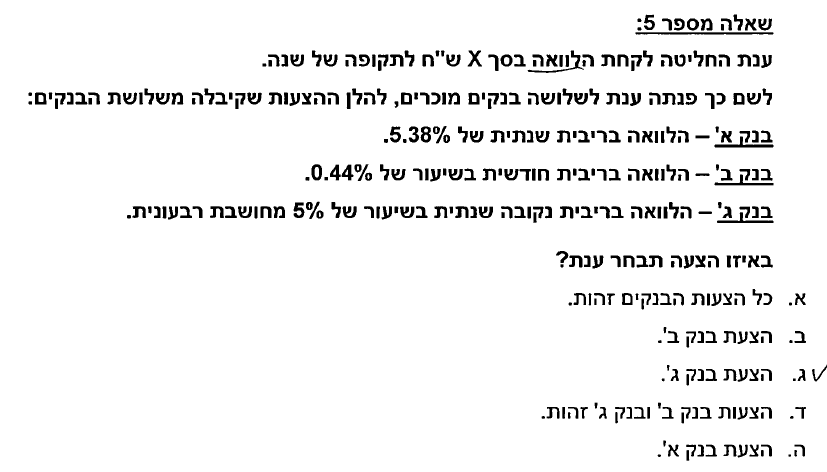 שאלה מספר 5:
ענת החליטה לקחת הלוואה בסך X ש"ח לתקופה של שנה.
לשם כך פנתה ענת לשלושה בנקים מוכרים, להלן ההצעות שקיבלה משלושת הבנקים:
בנק א' – הלוואה בריבית שנתית של 5.38%.
בנק ב' – הלוואה בריבית חודשית בשיעור של 0.44%.
בנק ג' – הלוואה בריבית נקובה שנתית בשיעור של 5% מחושבת רבעונית.
באיזו הצעה תבחר ענת?
א. כל הצעות הבנקים זהות.
ב. הצעת בנק ב'.
ג. הצעת בנק ג'.
ד. הצעות בנק ב' ובנק ג' זהות.
ה. הצעת בנק א'.